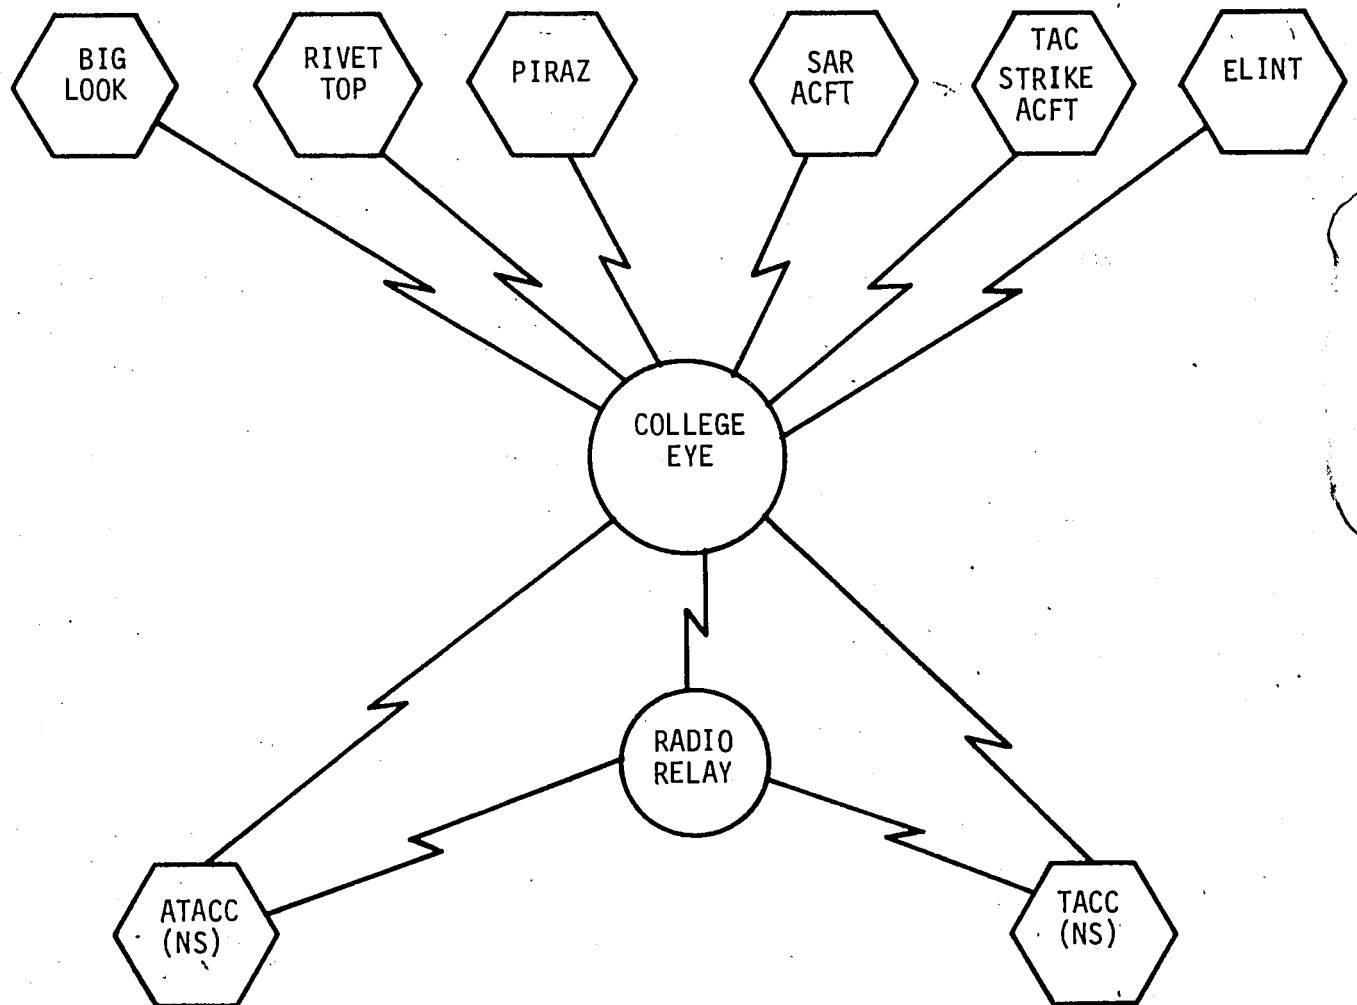 BIG
LOOK
RIVET
TOP
PIRAZ
SAR
ACFT
TAC
STRIKE
ACFT
ELINT
COLLEGE
EYE
RADIO
RELAY
ATACC
(NS)
TACC
(NS)